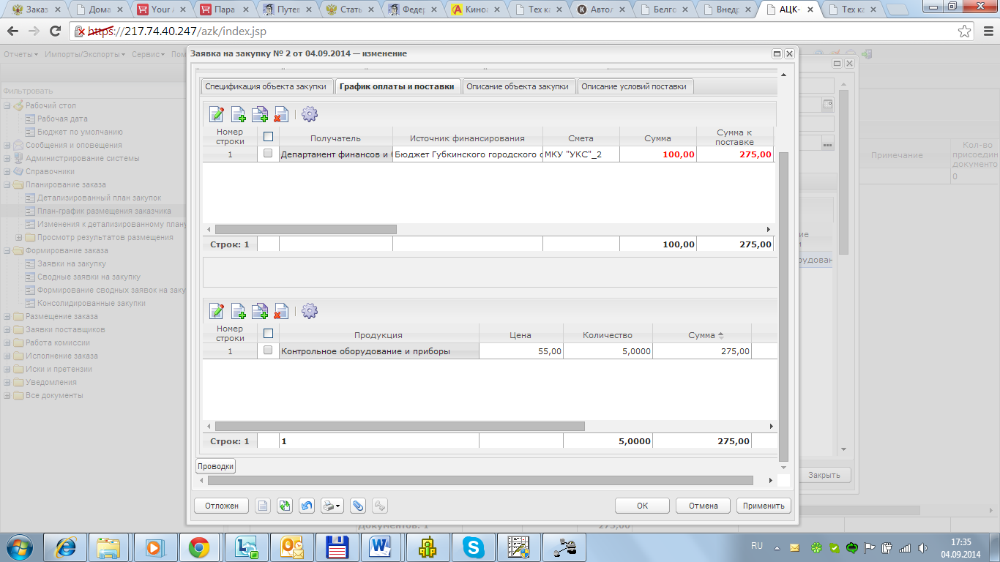 Заказ
Дома
Your A
Пара
Путев
Стать
Федер
Киноа
Тех ка
Автол
Белго
Внедр
АЦК-
Тех ка
https://217.74.40.247/azk/index.jsp
Отчеты Импорты/Экспорты Сервис Пом
Заявка на закупку № 2 от 04.09.2014 — изменение
Фильтровать
Рабочий стол
Рабочая дата
Бюджет по умолчанию
Сообщения и оповещения
Администрирование системы
Справочники
Планирование заказа
Детализированный план закупок
План-график размещения заказчика
Изменения к детализированному плану
Просмотр результатов размещения
Формирование заказа
Заявки на закупку
Сводные заявки на закупку
Формирование сводных заявок на заку
Консолидированные закупки
Размещение заказа
Заявки поставщиков
Работа комиссии
Исполнение заказа
Иски и претензии
Уведомления
Все документы
Спецификация объекта закупки График оплаты и поставки Описание объекта закупки Описание условий поставки
Номер строки Получатель Источник финансирования Смета Сумма Сумма к поставке
1 Департамент финансов и б Бюджет Губкинского городского о МКУ "УКС"_2 100,00 275,00
Строк: 1 100,00 275,00
Номер строки Продукция Цена Количество Сумма
1 Контрольное оборудование и приборы 55,00 5,0000 275,00
Строк: 1 1 5,0000 275,00
Проводки
Отложен ОК Отмена Применить
Примечание
Кол-во
присоедин
документо
0
ие
рудован
Закрыть
Документов: 1 275,00
RU
17:35
04.09.2014